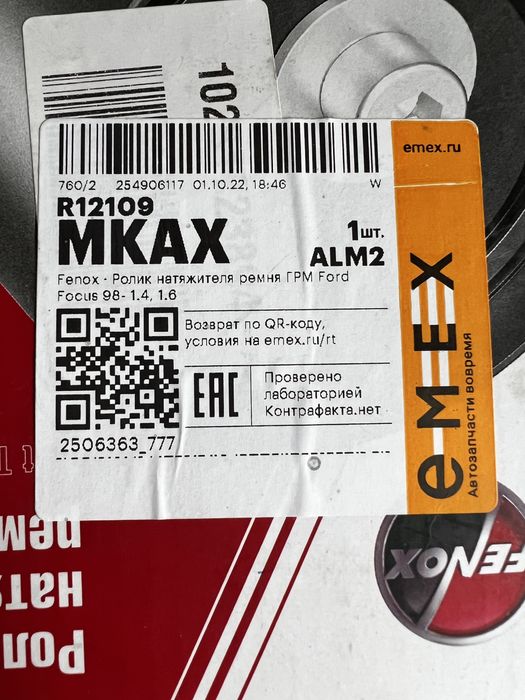 102
emex.ru
760/2 254906117 01.10.22, 18:46 W
R12109
MKAX
1шт.
ALM2
Fenox - Ролик натяжителя ремня ГРМ Ford
Focus 98- 1.4, 1.6
Возврат по QR-коду,
условия на emex.ru/rt
EAC
Проверено
лабораторией
Контрафакта.нет
2506363_777
eMEX
Автозапчасти вовремя
FENOX
Рол
натя
рем